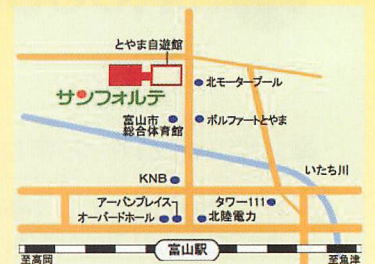 とやま自遊館
サンフォルテ
北モータープール
富山市
総合体育館
ボルファートとやま
いたち川
KNB
アーバンプレイス
タワー111
オーバードホール
北陸電力
富山駅
至高岡
至魚津